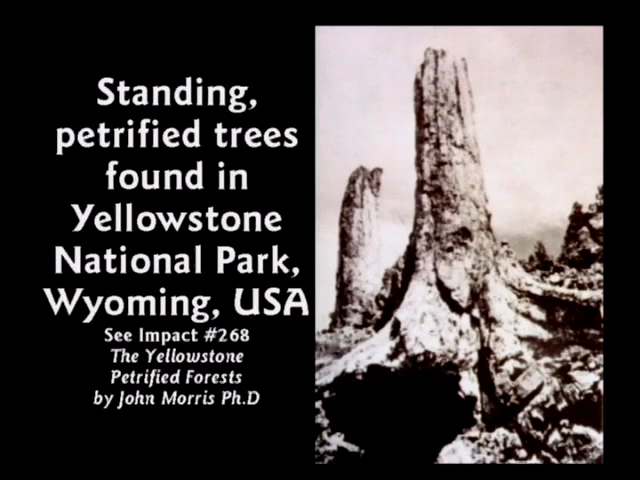 Standing,
petrified trees
found in
Yellowstone
National Park,
Wyoming, USA
See Impact #268
The Yellowstone
Petrified Forests
by John Morris Ph.D